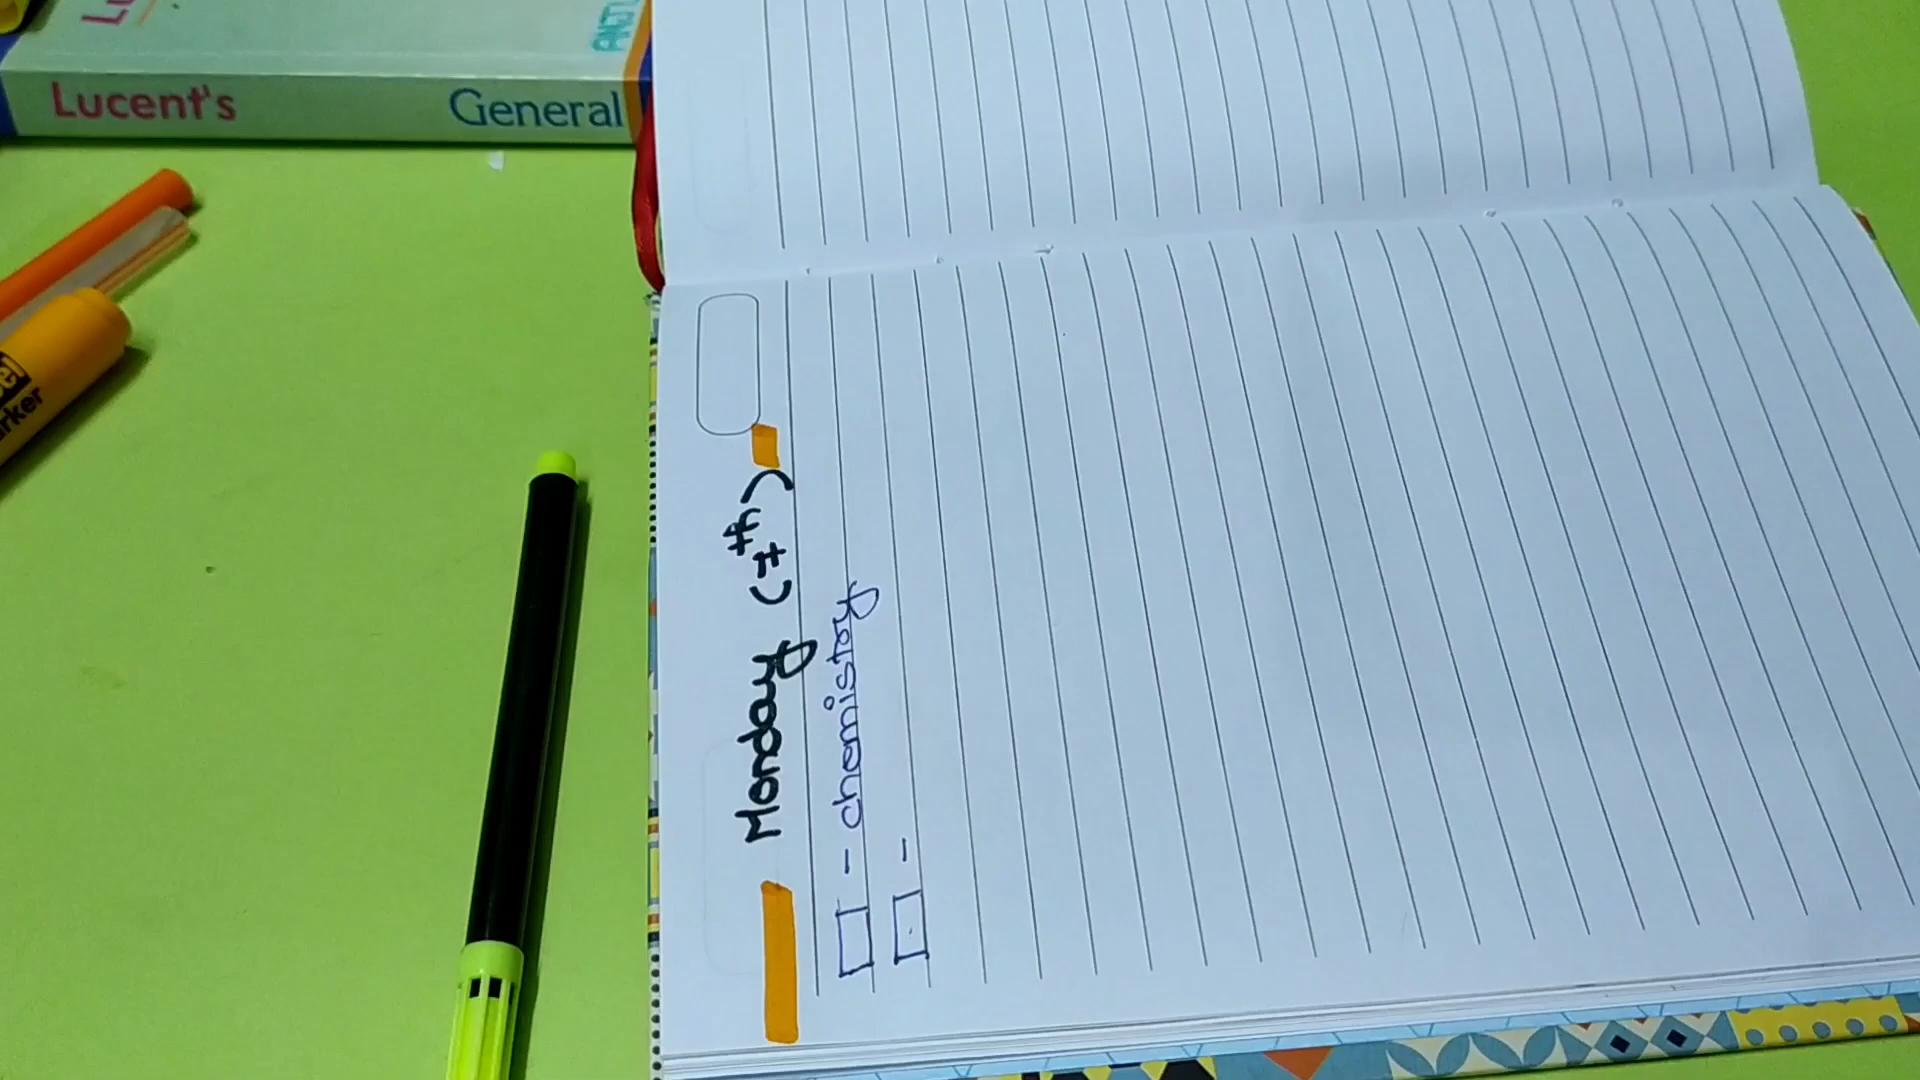 Lucent's General
Monday (7th)
- chemistry
-